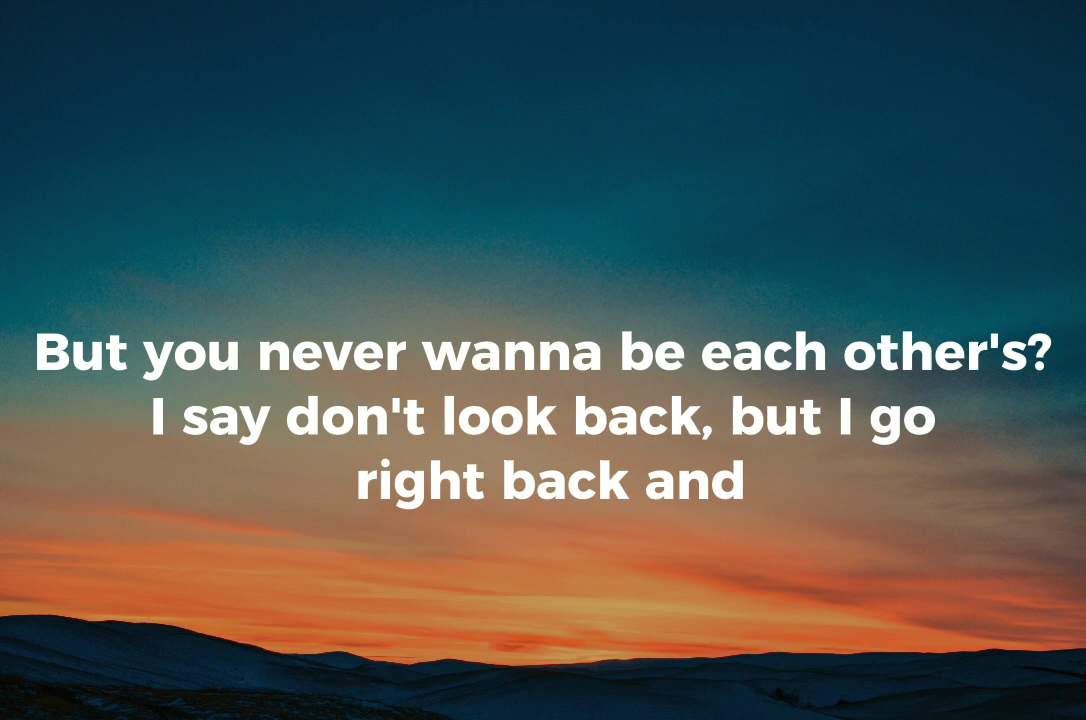 But you never wanna be each other's?
I say don't look back, but I go
right back and